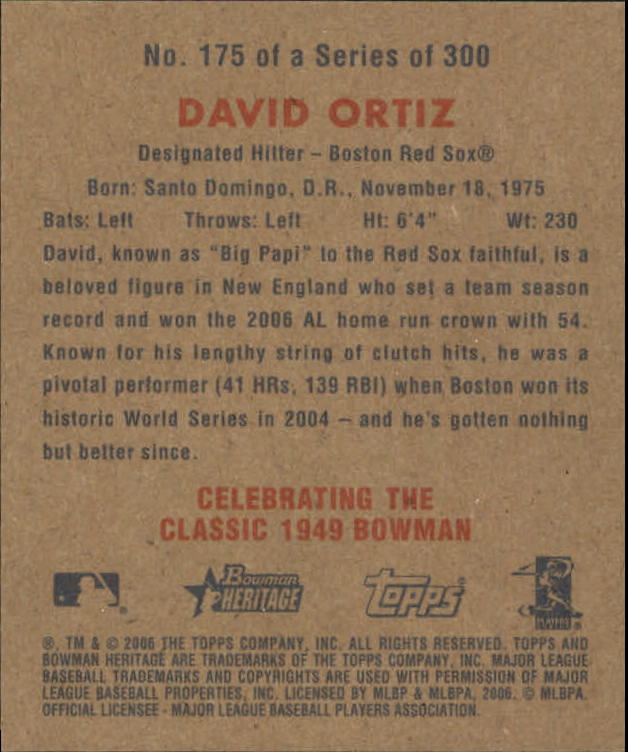 No. 175 of a Series of 300
DAVID ORTIZ
Designated Hitter – Boston Red Sox®
Born: Santo Domingo, D.R., November 18, 1975
Bats: Left Throws: Left Ht: 6'4" Wt: 230
David, known as "Big Papi" to the Red Sox faithful, is a
beloved figure in New England who set a team season
record and won the 2006 AL home run crown with 54.
Known for his lengthy string of clutch hits, he was a
pivotal performer (41 HRs, 139 RBI) when Boston won its
historic World Series in 2004 – and he's gotten nothing
but better since.
CELEBRATING THE
CLASSIC 1949 BOWMAN
Bowman HERITAGE Topps® PLAYERS
®, TM & © 2006 THE TOPPS COMPANY, INC. ALL RIGHTS RESERVED. TOPPS AND
BOWMAN HERITAGE ARE TRADEMARKS OF THE TOPPS COMPANY, INC. MAJOR LEAGUE
BASEBALL TRADEMARKS AND COPYRIGHTS ARE USED WITH PERMISSION OF MAJOR
LEAGUE BASEBALL PROPERTIES, INC. LICENSED BY MLBP & MLBPA, 2006. © MLBPA.
OFFICIAL LICENSEE - MAJOR LEAGUE BASEBALL PLAYERS ASSOCIATION.